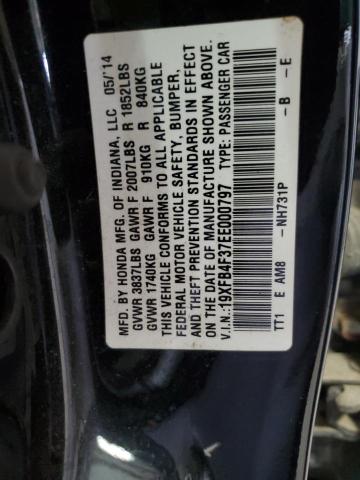 MFD. BY HONDA MFG. OF INDIANA, LLC 05/'14
GVWR 3837LBS GAWR F 2007LBS R 1852LBS
GVWR 1740KG GAWR F 910KG R 840KG
THIS VEHICLE CONFORMS TO ALL APPLICABLE
FEDERAL MOTOR VEHICLE SAFETY, BUMPER,
AND THEFT PREVENTION STANDARDS IN EFFECT
ON THE DATE OF MANUFACTURE SHOWN ABOVE.
V.I.N.:19XFB4F37EE000797 TYPE: PASSENGER CAR
TT1 E AM8 -NH731P -B -E